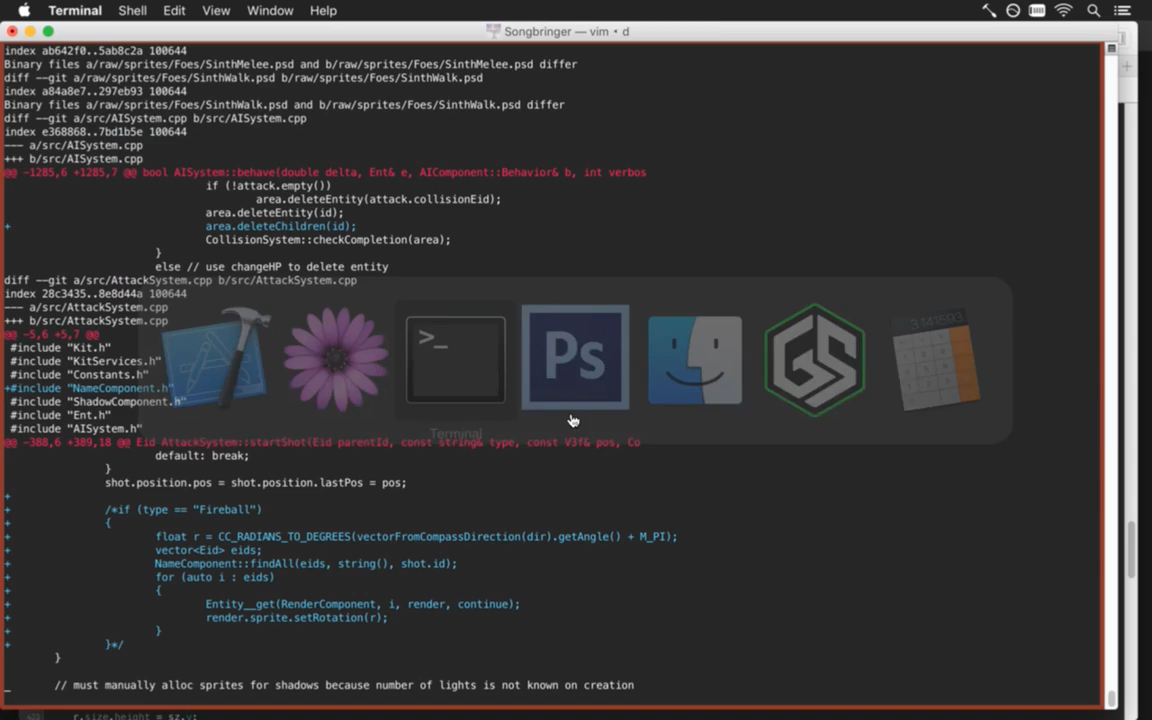 Terminal Shell Edit View Window Help
Songbringer — vim • d
index ab642f0..5ab8c2a 100644
Binary files a/raw/sprites/Foes/SinthMelee.psd and b/raw/sprites/Foes/SinthMelee.psd differ
diff --git a/raw/sprites/Foes/SinthWalk.psd b/raw/sprites/Foes/SinthWalk.psd
index a84a8e7..297eb93 100644
Binary files a/raw/sprites/Foes/SinthWalk.psd and b/raw/sprites/Foes/SinthWalk.psd differ
diff --git a/src/AISystem.cpp b/src/AISystem.cpp
index e368868..7bd1b5e 100644
--- a/src/AISystem.cpp
+++ b/src/AISystem.cpp
@@ -1285,6 +1285,7 @@ bool AISystem::behave(double delta, Ent& e, AIComponent::Behavior& b, int verbos
if (!attack.empty())
area.deleteEntity(attack.collisionEid);
area.deleteEntity(id);
+ area.deleteChildren(id);
CollisionSystem::checkCompletion(area);
}
else // use changeHP to delete entity
diff --git a/src/AttackSystem.cpp b/src/AttackSystem.cpp
index 28c3435..8e8d44a 100644
--- a/src/AttackSystem.cpp
+++ b/src/AttackSystem.cpp
@@ -5,6 +5,7 @@
#include "Kit.h"
#include "KitServices.h"
#include "Constants.h"
+#include "NameComponent.h"
#include "ShadowComponent.h"
#include "Ent.h"
#include "AISystem.h"
@@ -388,6 +389,18 @@ Eid AttackSystem::startShot(Eid parentId, const string& type, const V3f& pos, Co
default: break;
}
shot.position.pos = shot.position.lastPos = pos;
+
+ /*if (type == "Fireball")
+ {
+ float r = CC_RADIANS_TO_DEGREES(vectorFromCompassDirection(dir).getAngle() + M_PI);
+ vector<Eid> eids;
+ NameComponent::findAll(eids, string(), shot.id);
+ for (auto i : eids)
+ {
+ Entity__get(RenderComponent, i, render, continue);
+ render.sprite.setRotation(r);
+ }
+ }*/
}
// must manually alloc sprites for shadows because number of lights is not known on creation
>_
Ps
GS
3.141593
Terminal
r.size.height = sz.y;